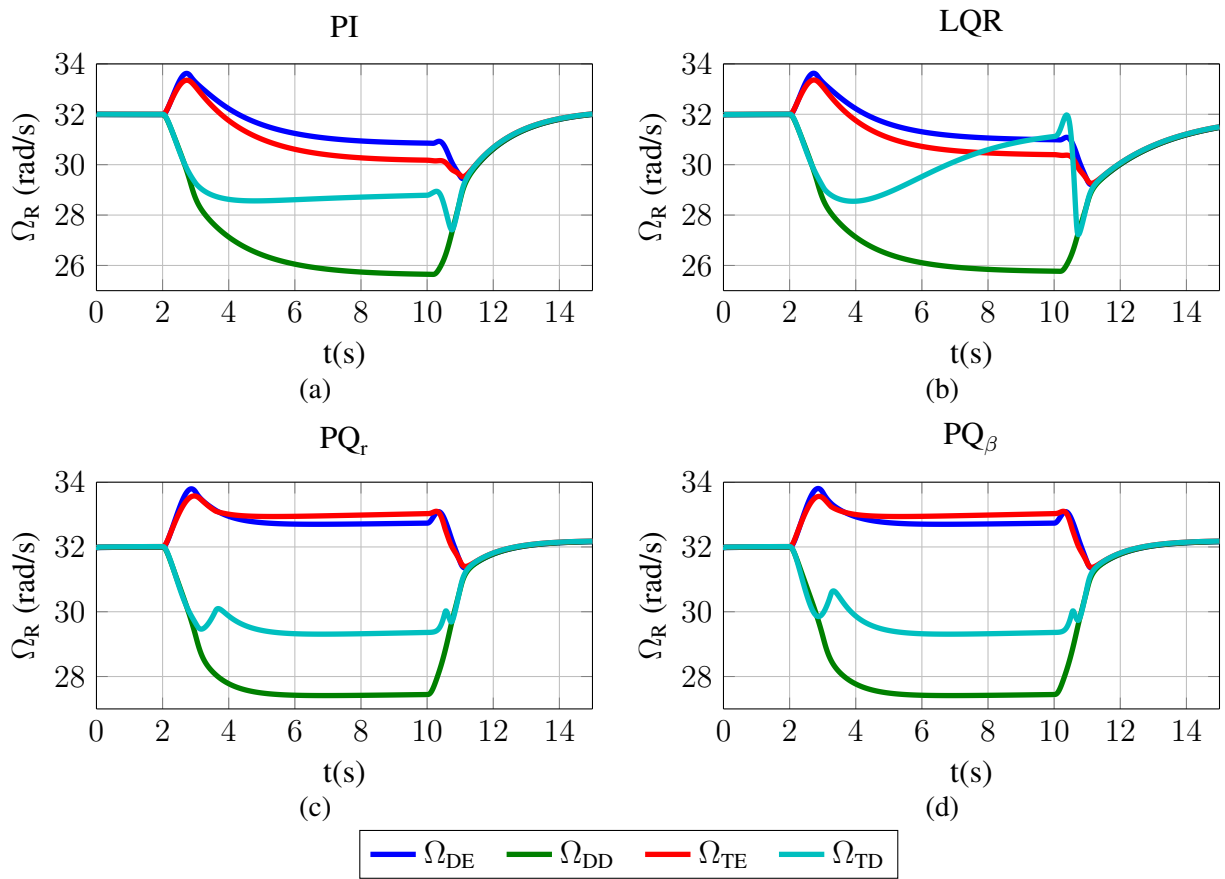 PI
34
32
30
28
26
Ω_R (rad/s)
0 2 4 6 8 10 12 14
t(s)
(a)
LQR
34
32
30
28
26
Ω_R (rad/s)
0 2 4 6 8 10 12 14
t(s)
(b)
PQ_r
34
32
30
28
Ω_R (rad/s)
0 2 4 6 8 10 12 14
t(s)
(c)
PQ_β
34
32
30
28
Ω_R (rad/s)
0 2 4 6 8 10 12 14
t(s)
(d)
Ω_DE Ω_DD Ω_TE Ω_TD